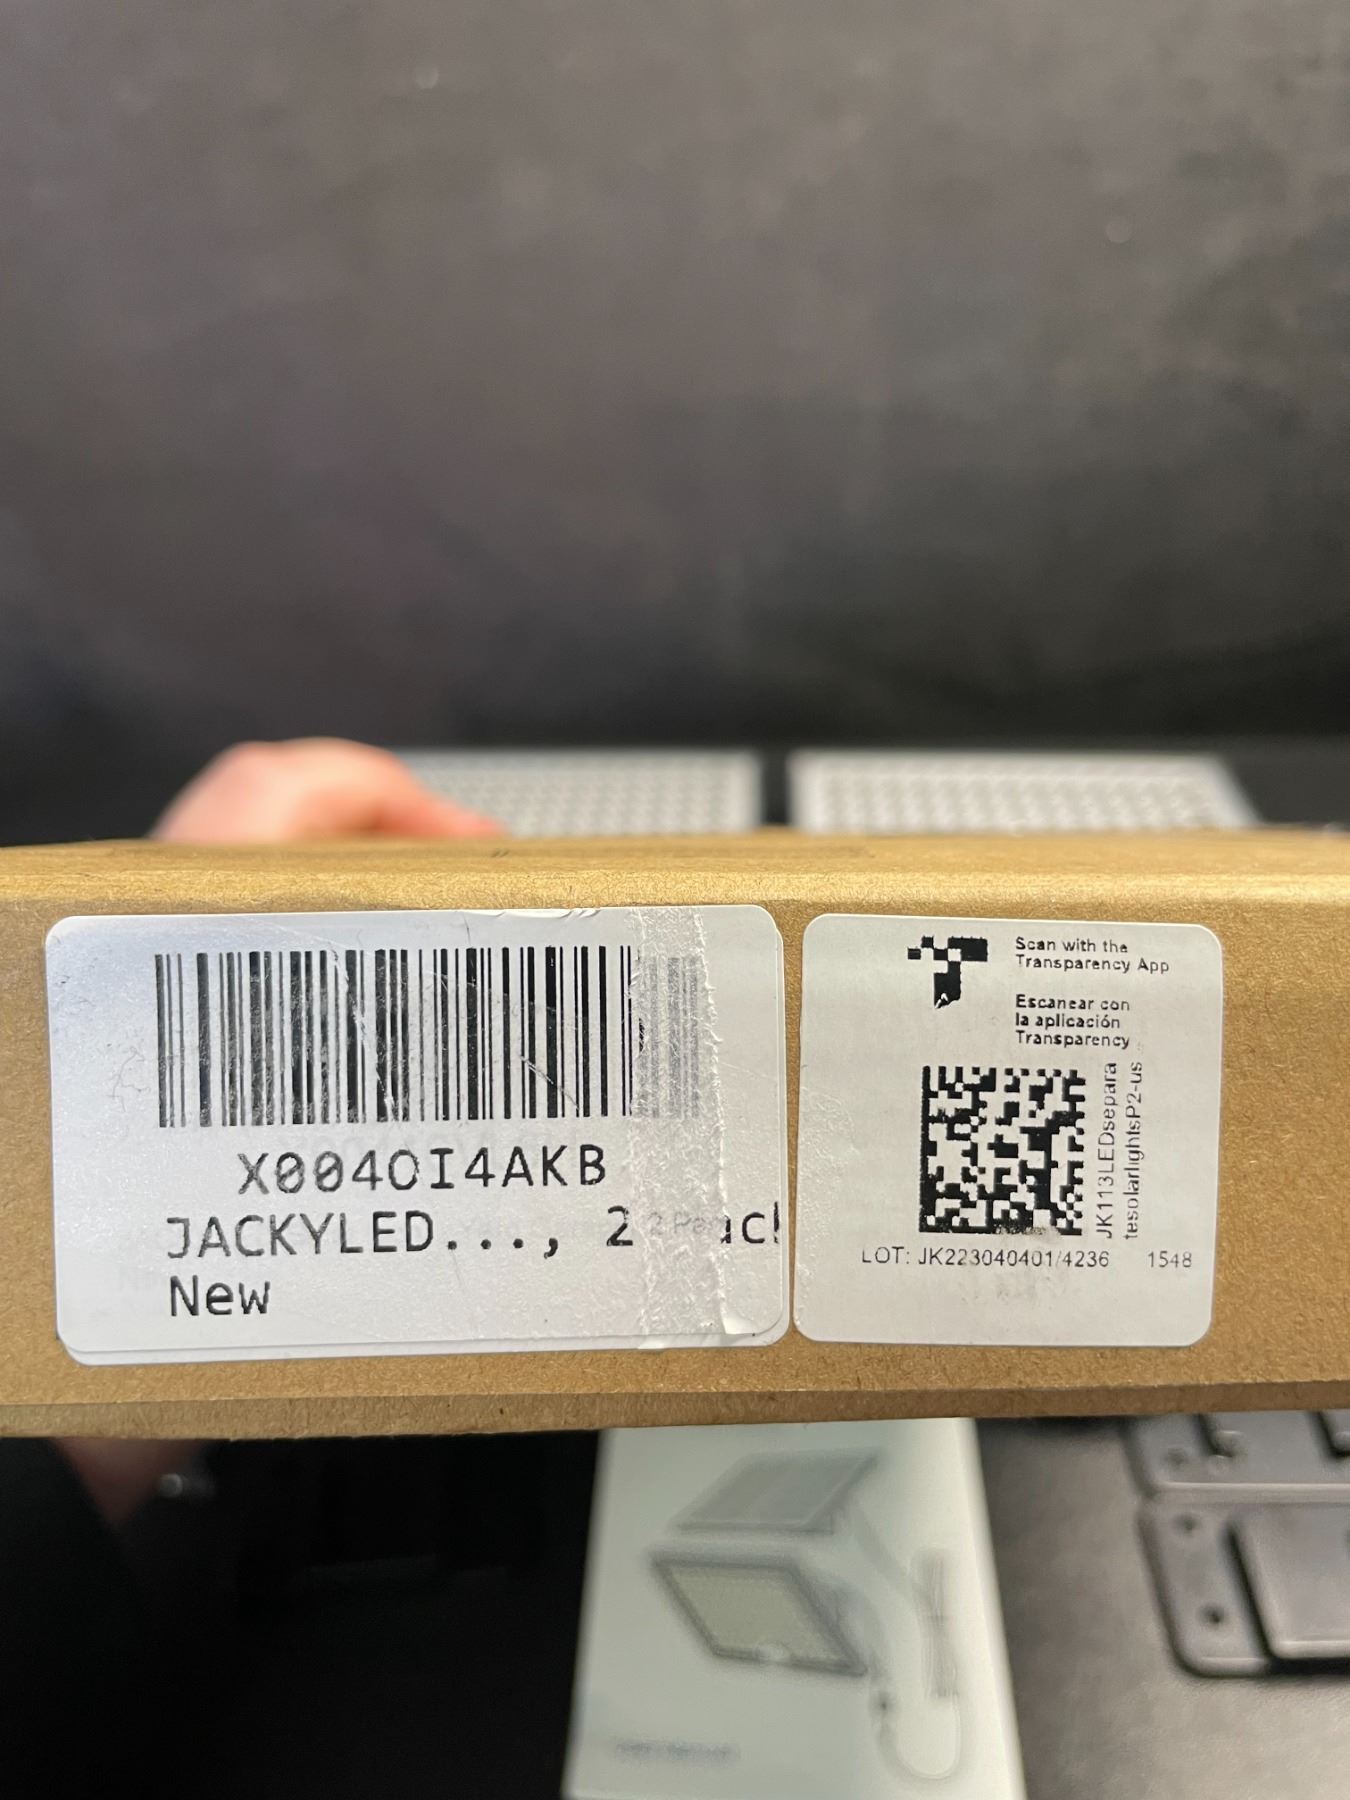 X004OI4AKB
JACKYLED..., 2
New
Scan with the
Transparency App
Escanear con
la aplicación
Transparency
JK113LEDsepara
tesolarlightsP2-us
LOT: JK223040401/4236 1548